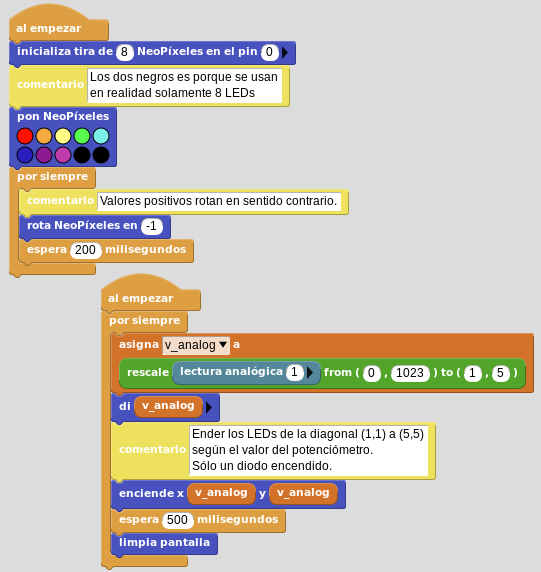 al empezar
inicializa tira de 8 NeoPíxeles en el pin 0
comentario Los dos negros es porque se usan
en realidad solamente 8 LEDs
pon NeoPíxeles
por siempre
comentario Valores positivos rotan en sentido contrario.
rota NeoPíxeles en -1
espera 200 milisegundos
al empezar
por siempre
asigna v_analog a
rescale lectura analógica 1 from ( 0 , 1023 ) to ( 1 , 5 )
di v_analog
comentario Ender los LEDs de la diagonal (1,1) a (5,5)
según el valor del potenciómetro.
Sólo un diodo encendido.
enciende x v_analog y v_analog
espera 500 milisegundos
limpia pantalla